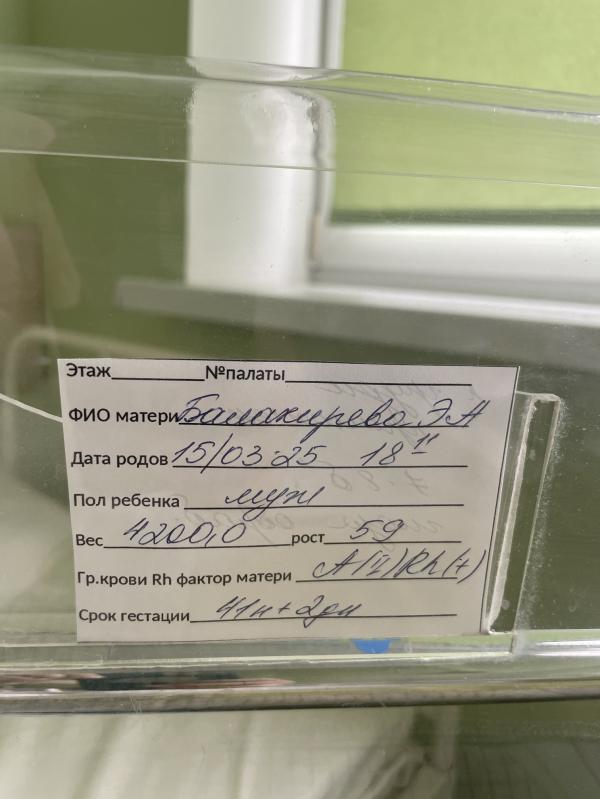 Этаж №палаты
ФИО матери Балакирева Э А
Дата родов 15/03.25 18 11
Пол ребенка муж
Вес 4200,0 рост 59
Гр.крови Rh фактор матери A(II)Rh(+)
Срок гестации 41н+2дн